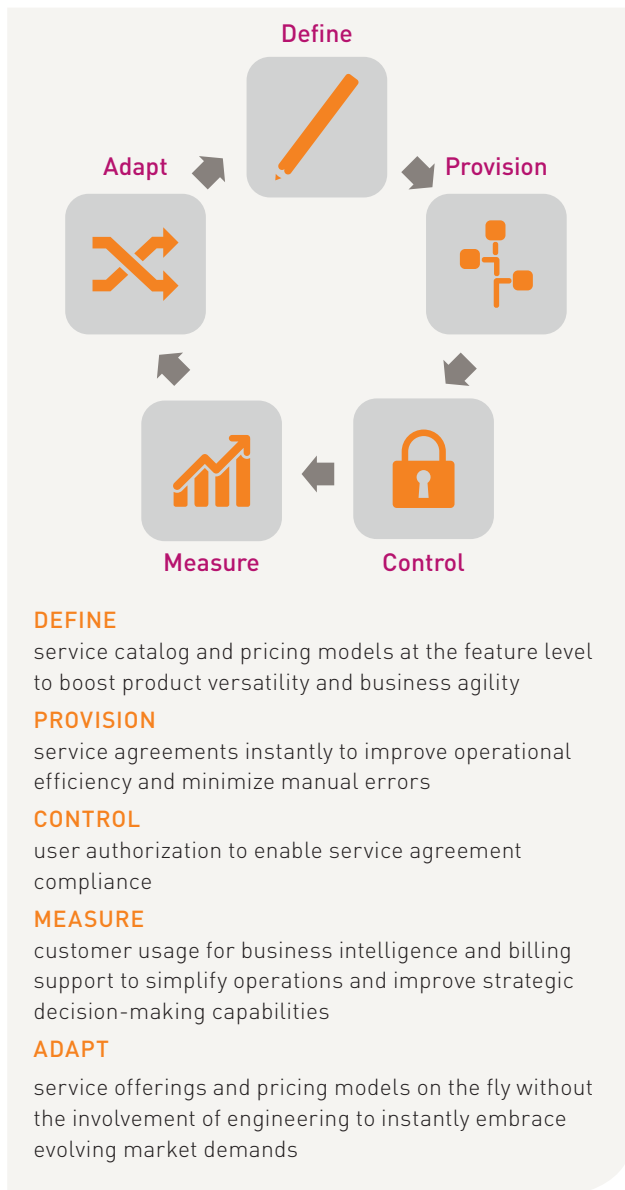 Define
Adapt
Provision
Measure
Control
DEFINE
service catalog and pricing models at the feature level
to boost product versatility and business agility
PROVISION
service agreements instantly to improve operational
efficiency and minimize manual errors
CONTROL
user authorization to enable service agreement
compliance
MEASURE
customer usage for business intelligence and billing
support to simplify operations and improve strategic
decision-making capabilities
ADAPT
service offerings and pricing models on the fly without
the involvement of engineering to instantly embrace
evolving market demands